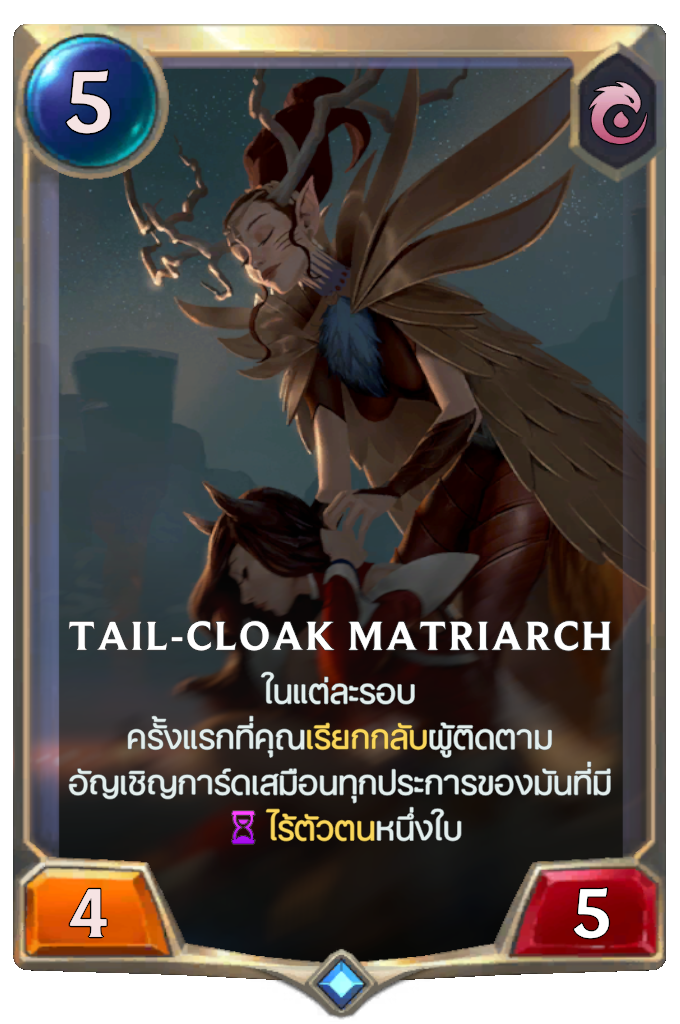 5
TAIL-CLOAK MATRIARCH
ในแต่ละรอบ
ครั้งแรกที่คุณเรียกกลับผู้ติดตาม
อัญเชิญการ์ดเสมือนทุกประการของมันที่มี
ไร้ตัวตนหนึ่งใบ
4
5